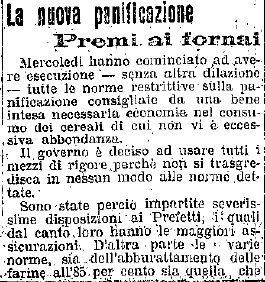 La nuova panificazione
Premi ai fornai
Mercoledì hanno cominciato ad ave-
re esecuzione — senza altra dilazione
— tutte le norme restrittive sulla pa-
nificazione consigliate da una bene
intesa necessaria economia nel consu-
mo dei cereali di cui non vi è ecces-
siva abbondanza.
Il governo è deciso ad usare tutti i
mezzi di rigore perchè non si trasgre-
disca in nessun modo alle norme det-
tate.
Sono state perciò impartite severis-
sime disposizioni ai Prefetti, i quali
dal canto loro hanno le maggiori as-
sicurazioni. D'altra parte le varie
norme, sia dell'abburattamento delle
farine all'85 per cento sia quella, che